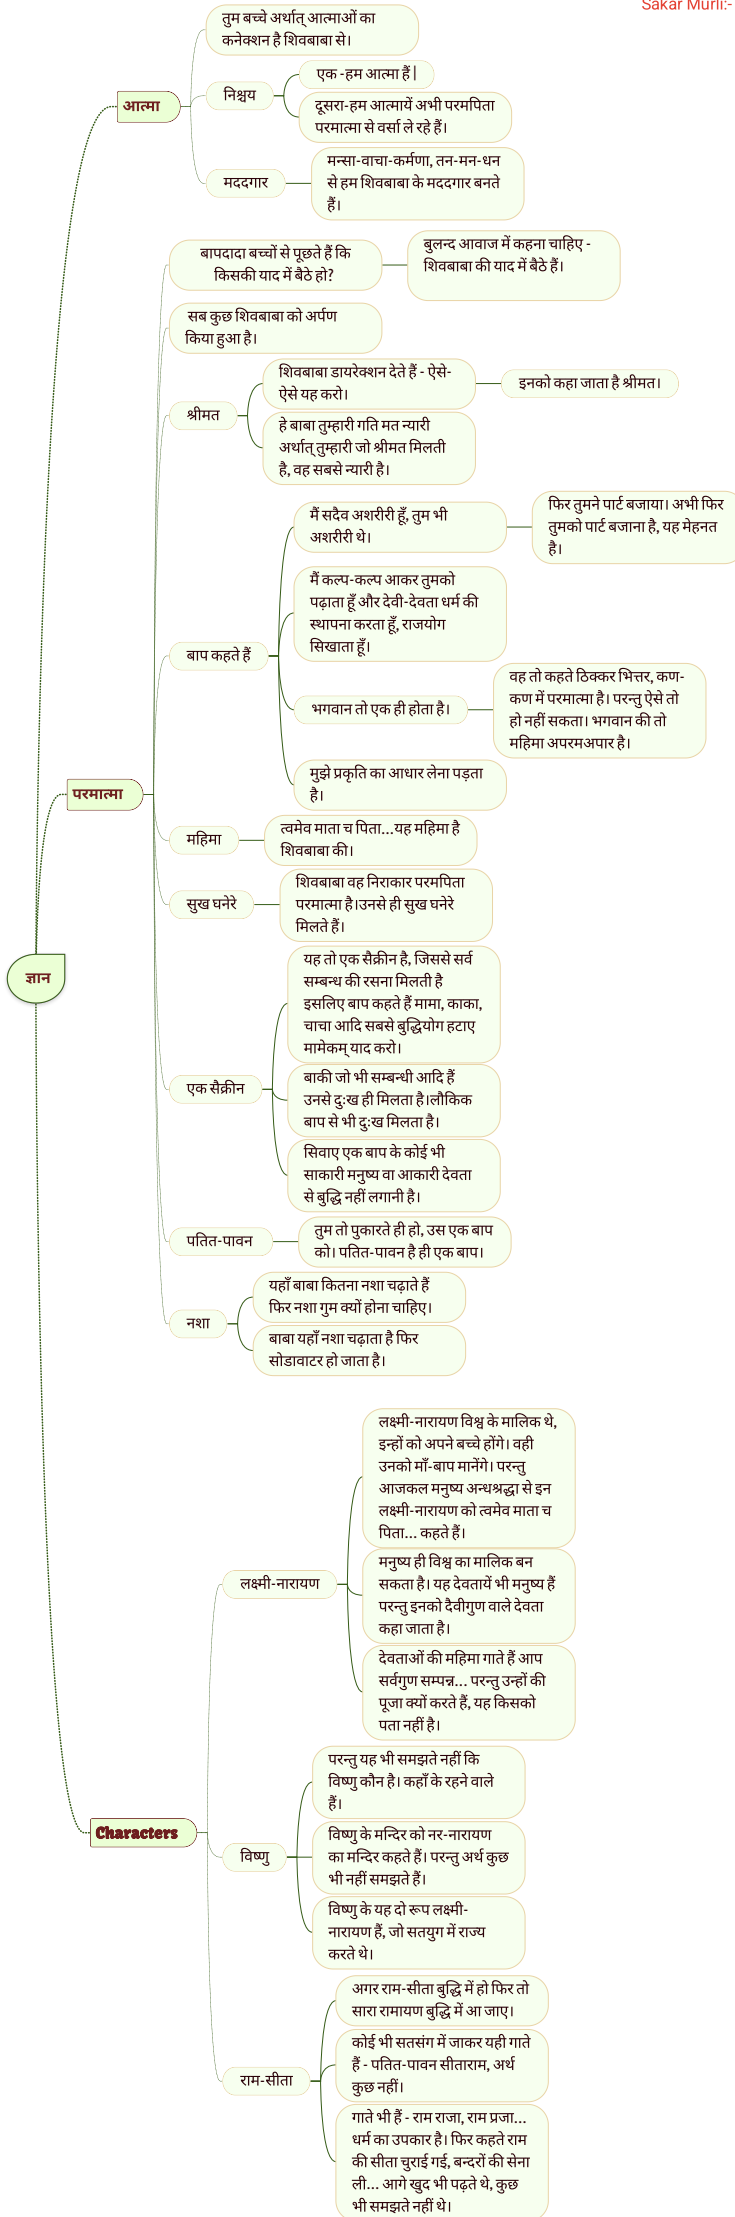 Sakar Murli:-
तुम बच्चे अर्थात् आत्माओं का
कनेक्शन है शिवबाबा से।
आत्मा
निश्चय
एक -हम आत्मा हैं|
दूसरा-हम आत्मायें अभी परमपिता
परमात्मा से वर्सा ले रहे हैं।
मददगार
मन्सा-वाचा-कर्मणा, तन-मन-धन
से हम शिवबाबा के मददगार बनते
हैं।
बापदादा बच्चों से पूछते हैं कि
किसकी याद में बैठे हो?
बुलन्द आवाज में कहना चाहिए -
शिवबाबा की याद में बैठे हैं।
सब कुछ शिवबाबा को अर्पण
किया हुआ है।
श्रीमत
शिवबाबा डायरेक्शन देते हैं - ऐसे-
ऐसे यह करो।
इनको कहा जाता है श्रीमत।
हे बाबा तुम्हारी गति मत न्यारी
अर्थात् तुम्हारी जो श्रीमत मिलती
है, वह सबसे न्यारी है।
बाप कहते हैं
मैं सदैव अशरीरी हूँ, तुम भी
अशरीरी थे।
फिर तुमने पार्ट बजाया। अभी फिर
तुमको पार्ट बजाना है, यह मेहनत
है।
मैं कल्प-कल्प आकर तुमको
पढ़ाता हूँ और देवी-देवता धर्म की
स्थापना करता हूँ, राजयोग
सिखाता हूँ।
भगवान तो एक ही होता है।
वह तो कहते ठिक्कर भित्तर, कण-
कण में परमात्मा है। परन्तु ऐसे तो
हो नहीं सकता। भगवान की तो
महिमा अपरमअपार है।
मुझे प्रकृति का आधार लेना पड़ता
है।
परमात्मा
महिमा
त्वमेव माता च पिता...यह महिमा है
शिवबाबा की।
सुख घनेरे
शिवबाबा वह निराकार परमपिता
परमात्मा है।उनसे ही सुख घनेरे
मिलते हैं।
ज्ञान
एक सैक्रीन
यह तो एक सैक्रीन है, जिससे सर्व
सम्बन्ध की रसना मिलती है
इसलिए बाप कहते हैं मामा, काका,
चाचा आदि सबसे बुद्धियोग हटाए
मामेकम् याद करो।
बाकी जो भी सम्बन्धी आदि हैं
उनसे दुःख ही मिलता है।लौकिक
बाप से भी दुःख मिलता है।
सिवाए एक बाप के कोई भी
साकारी मनुष्य वा आकारी देवता
से बुद्धि नहीं लगानी है।
पतित-पावन
तुम तो पुकारते ही हो, उस एक बाप
को। पतित-पावन है ही एक बाप।
नशा
यहाँ बाबा कितना नशा चढ़ाते हैं
फिर नशा गुम क्यों होना चाहिए।
बाबा यहाँ नशा चढ़ाता है फिर
सोडावाटर हो जाता है।
Characters
लक्ष्मी-नारायण
लक्ष्मी-नारायण विश्व के मालिक थे,
इन्हों को अपने बच्चे होंगे। वही
उनको माँ-बाप मानेंगे। परन्तु
आजकल मनुष्य अन्धश्रद्धा से इन
लक्ष्मी-नारायण को त्वमेव माता च
पिता... कहते हैं।
मनुष्य ही विश्व का मालिक बन
सकता है। यह देवतायें भी मनुष्य हैं
परन्तु इनको दैवीगुण वाले देवता
कहा जाता है।
देवताओं की महिमा गाते हैं आप
सर्वगुण सम्पन्न... परन्तु उन्हों की
पूजा क्यों करते हैं, यह किसको
पता नहीं है।
विष्णु
परन्तु यह भी समझते नहीं कि
विष्णु कौन है। कहाँ के रहने वाले
हैं।
विष्णु के मन्दिर को नर-नारायण
का मन्दिर कहते हैं। परन्तु अर्थ कुछ
भी नहीं समझते हैं।
विष्णु के यह दो रूप लक्ष्मी-
नारायण हैं, जो सतयुग में राज्य
करते थे।
राम-सीता
अगर राम-सीता बुद्धि में हो फिर तो
सारा रामायण बुद्धि में आ जाए।
कोई भी सतसंग में जाकर यही गाते
हैं - पतित-पावन सीताराम, अर्थ
कुछ नहीं।
गाते भी हैं - राम राजा, राम प्रजा...
धर्म का उपकार है। फिर कहते राम
की सीता चुराई गई, बन्दरों की सेना
ली... आगे खुद भी पढ़ते थे, कुछ
भी समझते नहीं थे।